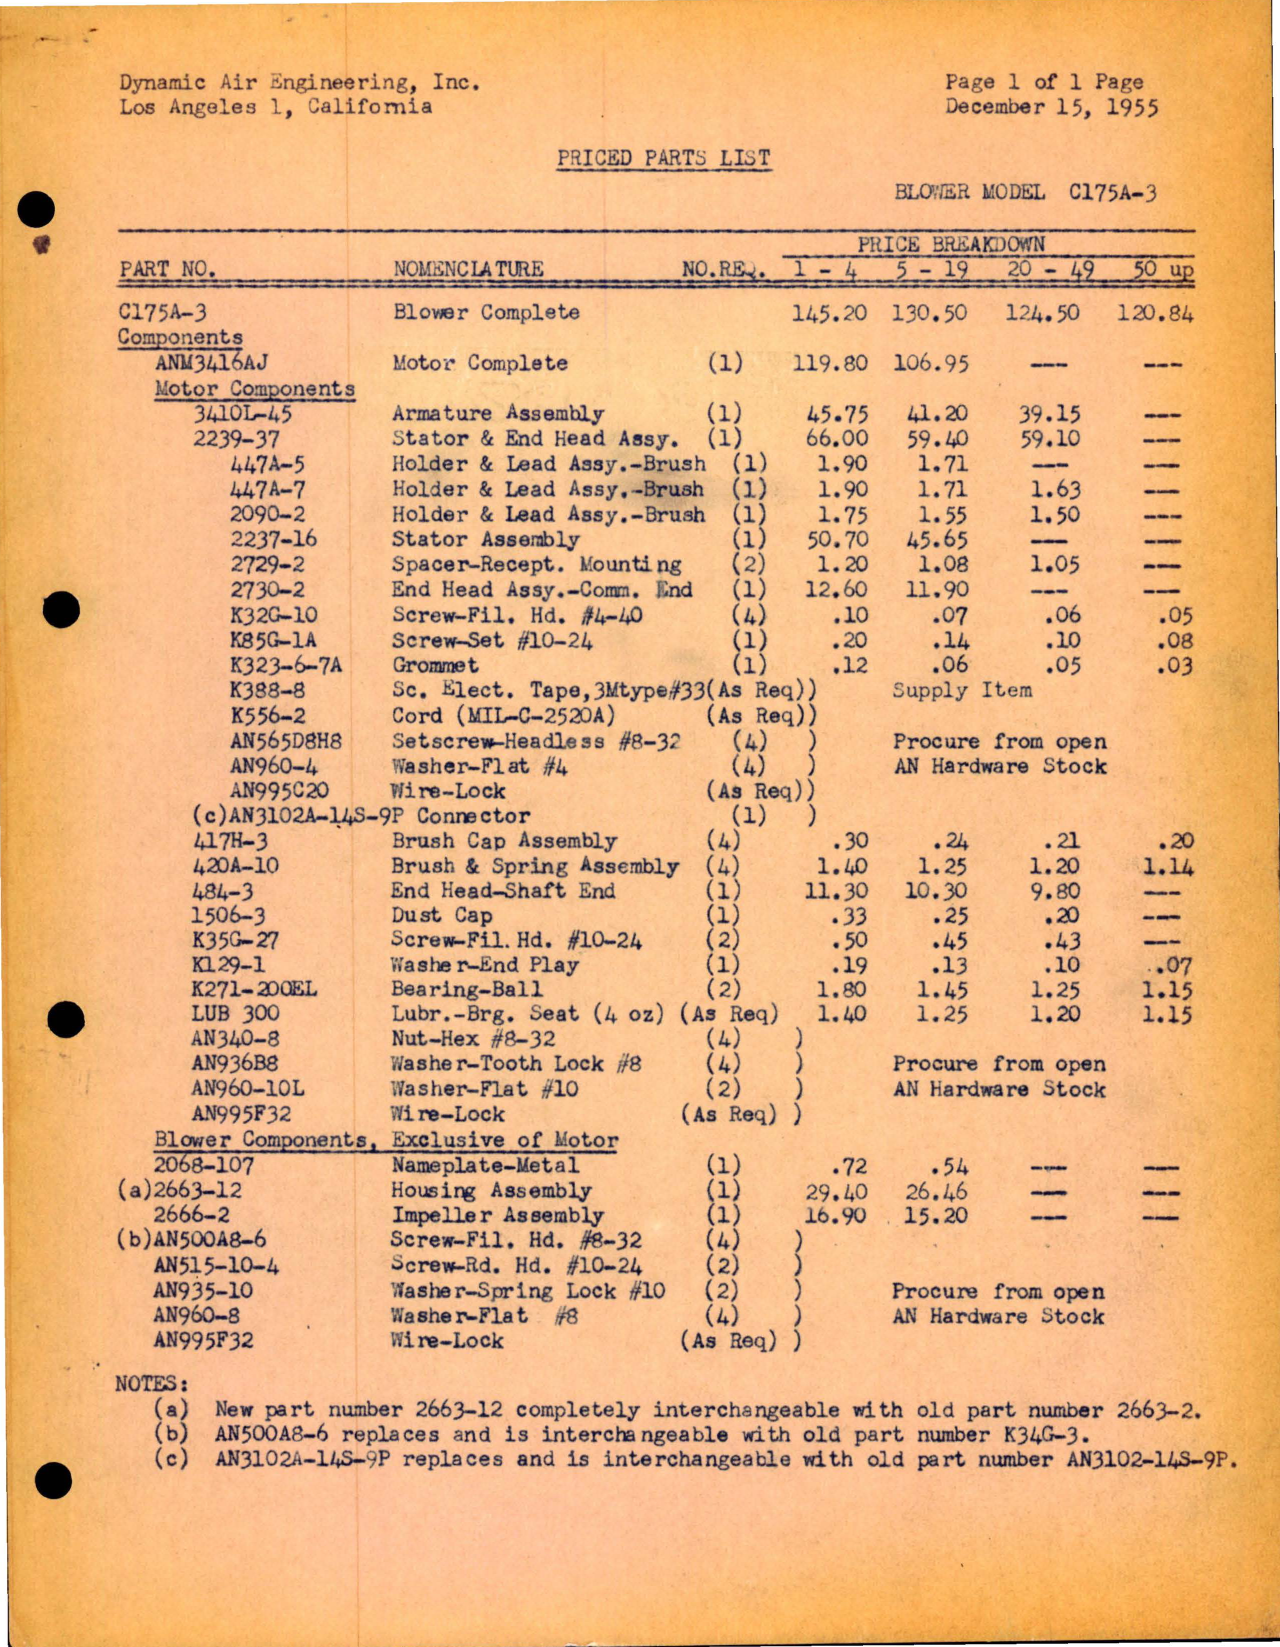 Dynamic Air Engineering, Inc. Page 1 of 1 Page
Los Angeles 1, California December 15, 1955
PRICED PARTS LIST
BLOWER MODEL C175A-3
PRICE BREAKDOWN
PART NO. NOMENCLATURE NO.REQ. 1 - 4 5 - 19 20 - 49 50 up
C175A-3 Blower Complete 145.20 130.50 124.50 120.84
Components
ANM3416AJ Motor Complete (1) 119.80 106.95 --- ---
Motor Components
3410L-45 Armature Assembly (1) 45.75 41.20 39.15 ---
2239-37 Stator & End Head Assy. (1) 66.00 59.40 59.10 ---
447A-5 Holder & Lead Assy.-Brush (1) 1.90 1.71 --- ---
447A-7 Holder & Lead Assy.-Brush (1) 1.90 1.71 1.63 ---
2090-2 Holder & Lead Assy.-Brush (1) 1.75 1.55 1.50 ---
2237-16 Stator Assembly (1) 50.70 45.65 --- ---
2729-2 Spacer-Recept. Mounting (2) 1.20 1.08 1.05 ---
2730-2 End Head Assy.-Comm. End (1) 12.60 11.90 --- ---
K32G-10 Screw-Fil. Hd. #4-40 (4) .10 .07 .06 .05
K85G-1A Screw-Set #10-24 (1) .20 .14 .10 .08
K323-6-7A Grommet (1) .12 .06 .05 .03
K388-8 Sc. Elect. Tape,3Mtype#33(As Req)) Supply Item
K556-2 Cord (MIL-C-2520A) (As Req))
AN565D8H8 Setscrew-Headless #8-32 (4) ) Procure from open
AN960-4 Washer-Flat #4 (4) ) AN Hardware Stock
AN995C20 Wire-Lock (As Req))
(c)AN3102A-14S-9P Connector (1) )
417H-3 Brush Cap Assembly (4) .30 .24 .21 .20
420A-10 Brush & Spring Assembly (4) 1.40 1.25 1.20 1.14
484-3 End Head-Shaft End (1) 11.30 10.30 9.80 ---
1506-3 Dust Cap (1) .33 .25 .20 ---
K35G-27 Screw-Fil. Hd. #10-24 (2) .50 .45 .43 ---
K129-1 Washer-End Play (1) .19 .13 .10 .07
K271-200EL Bearing-Ball (2) 1.80 1.45 1.25 1.15
LUB 300 Lubr.-Brg. Seat (4 oz) (As Req) 1.40 1.25 1.20 1.15
AN340-8 Nut-Hex #8-32 (4) )
AN936B8 Washer-Tooth Lock #8 (4) ) Procure from open
AN960-10L Washer-Flat #10 (2) ) AN Hardware Stock
AN995F32 Wire-Lock (As Req) )
Blower Components, Exclusive of Motor
2068-107 Nameplate-Metal (1) .72 .54 --- ---
(a)2663-12 Housing Assembly (1) 29.40 26.46 --- ---
2666-2 Impeller Assembly (1) 16.90 15.20 --- ---
(b)AN500A8-6 Screw-Fil. Hd. #8-32 (4) )
AN515-10-4 Screw-Rd. Hd. #10-24 (2) )
AN935-10 Washer-Spring Lock #10 (2) ) Procure from open
AN960-8 Washer-Flat #8 (4) ) AN Hardware Stock
AN995F32 Wire-Lock (As Req) )
NOTES:
(a) New part number 2663-12 completely interchangeable with old part number 2663-2.
(b) AN500A8-6 replaces and is interchangeable with old part number K34G-3.
(c) AN3102A-14S-9P replaces and is interchangeable with old part number AN3102-14S-9P.